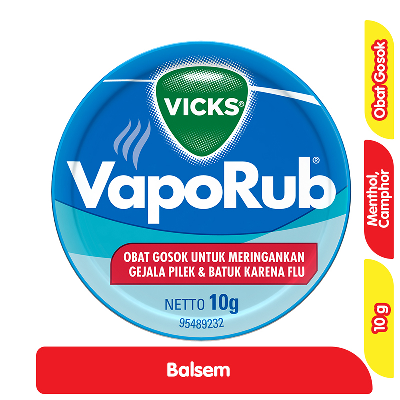 VICKS®
VapoRub®
OBAT GOSOK UNTUK MERINGANKAN
GEJALA PILEK & BATUK KARENA FLU
NETTO 10g
95489232
Obat Gosok
Menthol,
Camphor
10 g
Balsem